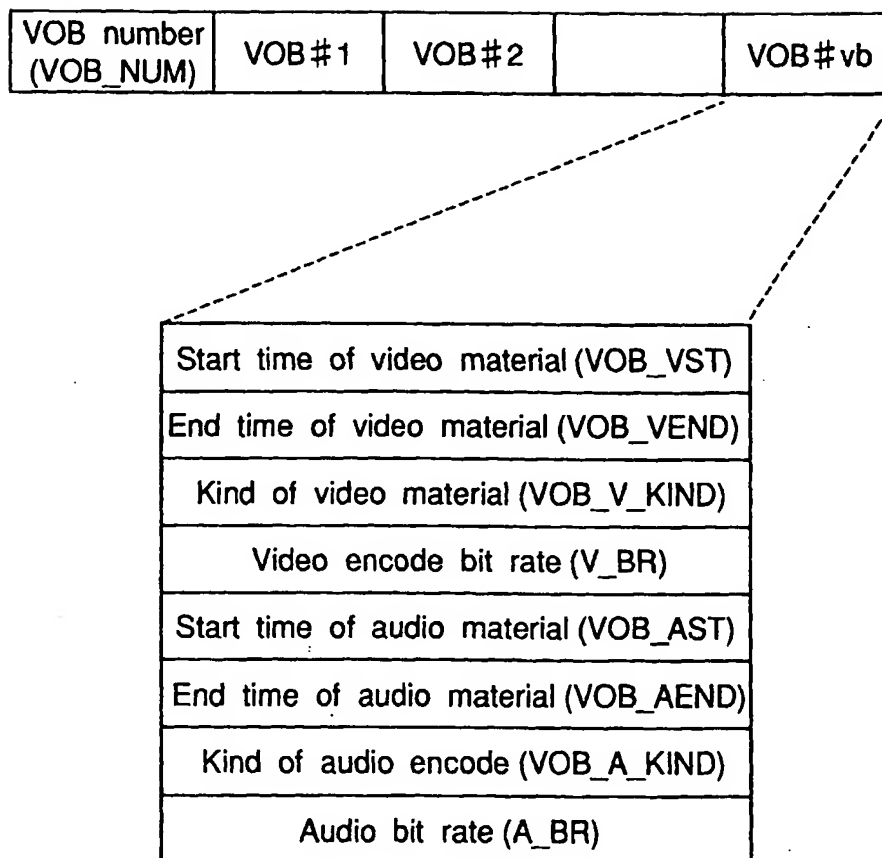 VOB number
(VOB_NUM)
VOB#1
VOB#2
VOB#vb
Start time of video material (VOB_VST)
End time of video material (VOB_VEND)
Kind of video material (VOB_V_KIND)
Video encode bit rate (V_BR)
Start time of audio material (VOB_AST)
End time of audio material (VOB_AEND)
Kind of audio encode (VOB_A_KIND)
Audio bit rate (A_BR)